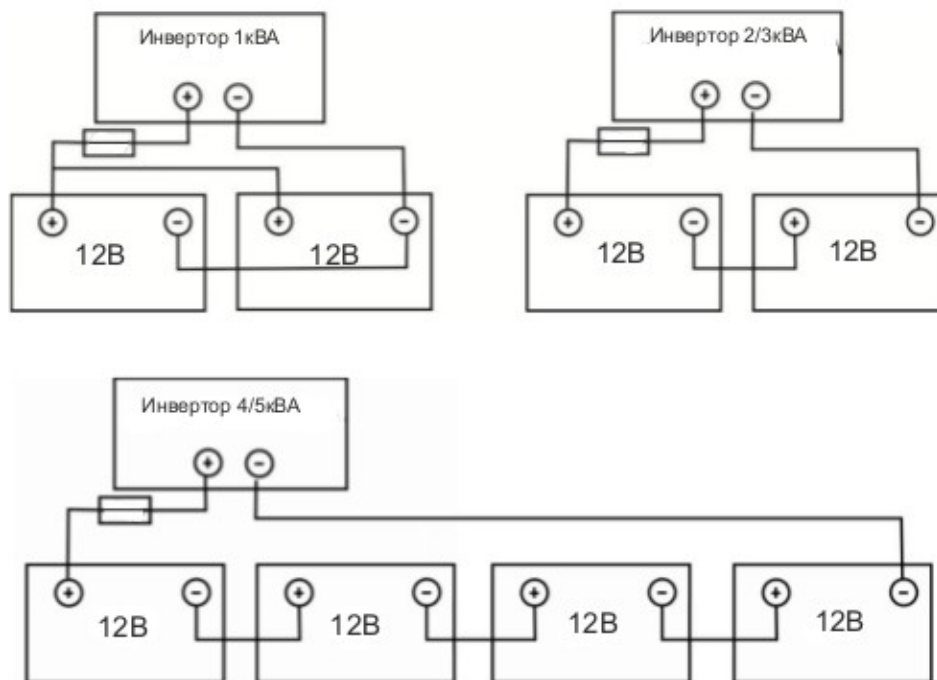 Инвертор 1кВА
Инвертор 2/3кВА
+ −
+ −
+ − + −
+ − + −
12В 12В
12В 12В
Инвертор 4/5кВА
+ −
+ − + − + − + −
12В 12В 12В 12В